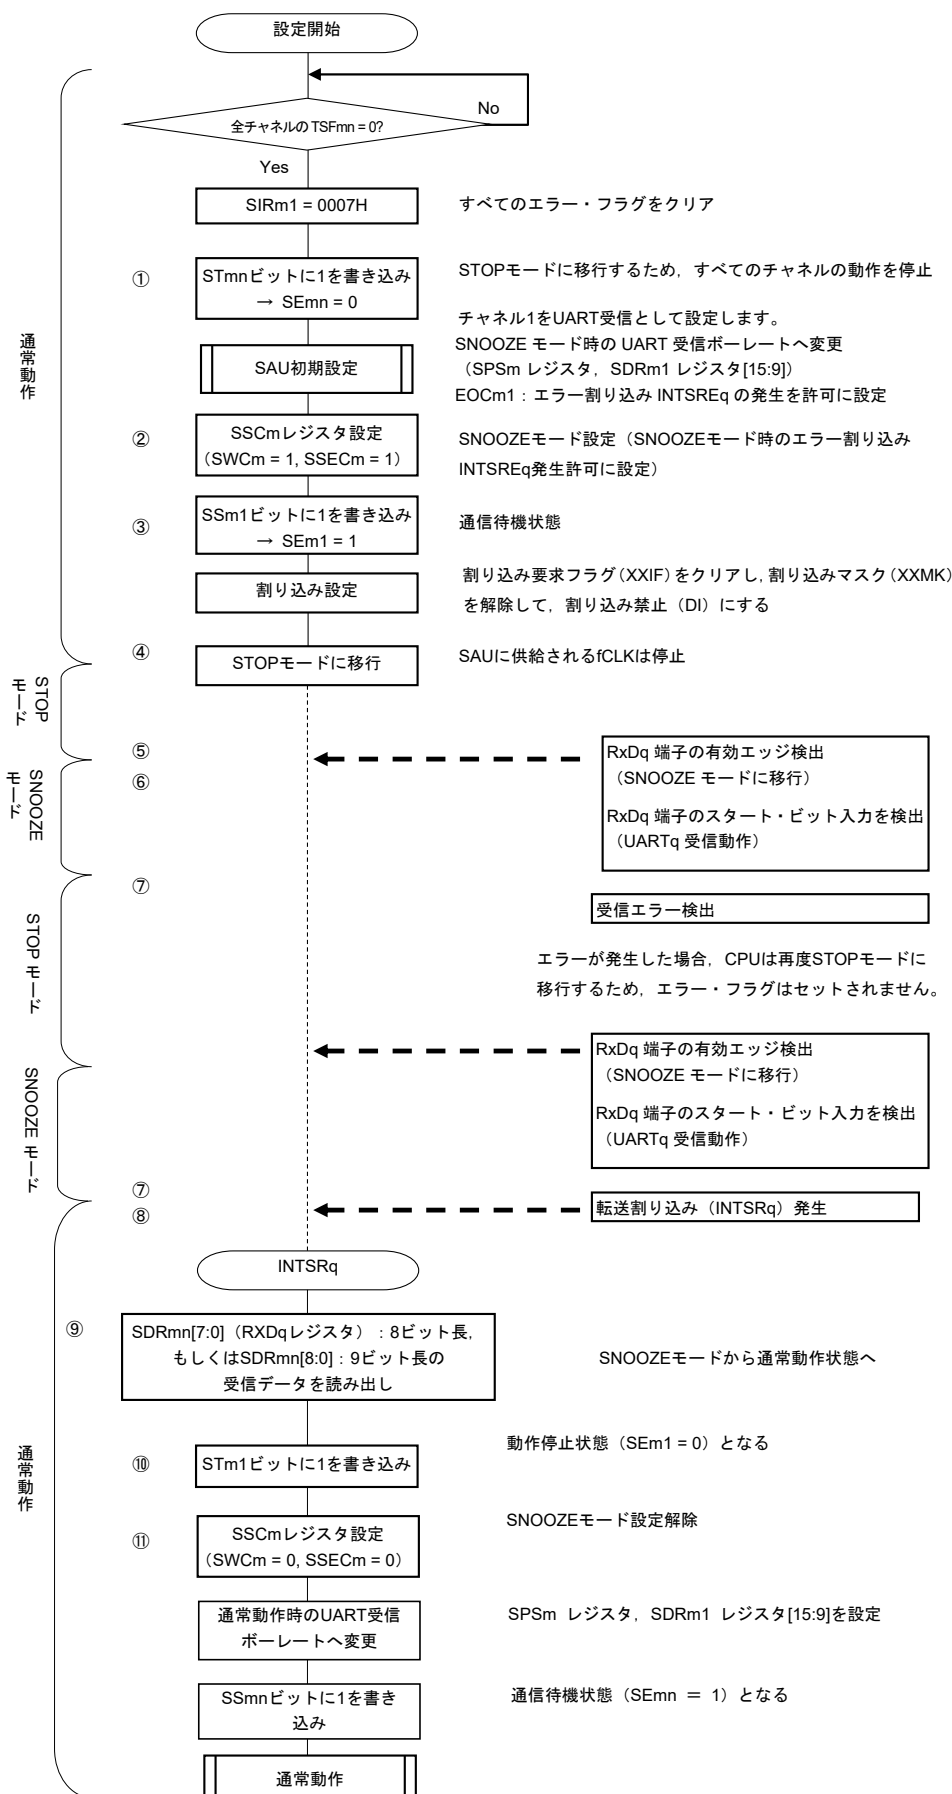 設定開始
No
全チャネルの TSFmn = 0?
Yes
SIRm1 = 0007H
すべてのエラー・フラグをクリア
通常動作
①
STmnビットに1を書き込み
→ SEmn = 0
STOPモードに移行するため，すべてのチャネルの動作を停止
チャネル1をUART受信として設定します。
SNOOZE モード時の UART 受信ボーレートへ変更
（SPSm レジスタ，SDRm1 レジスタ[15:9]）
EOCm1：エラー割り込み INTSREq の発生を許可に設定
SAU初期設定
②
SSCmレジスタ設定
（SWCm = 1, SSECm = 1）
SNOOZEモード設定（SNOOZEモード時のエラー割り込み
INTSREq発生許可に設定）
③
SSm1ビットに1を書き込み
→ SEm1 = 1
通信待機状態
割り込み設定
割り込み要求フラグ（XXIF）をクリアし，割り込みマスク（XXMK）
を解除して，割り込み禁止（DI）にする
④
STOPモードに移行
SAUに供給されるfCLKは停止
STOP
モード
⑤
RxDq 端子の有効エッジ検出
（SNOOZE モードに移行）
SNOOZE
モード
⑥
RxDq 端子のスタート・ビット入力を検出
（UARTq 受信動作）
⑦
受信エラー検出
STOP モード
エラーが発生した場合，CPUは再度STOPモードに
移行するため，エラー・フラグはセットされません。
RxDq 端子の有効エッジ検出
（SNOOZE モードに移行）
SNOOZE モード
RxDq 端子のスタート・ビット入力を検出
（UARTq 受信動作）
⑦
⑧
転送割り込み（INTSRq）発生
INTSRq
⑨
SDRmn[7:0]（RXDqレジスタ）：8ビット長，
もしくはSDRmn[8:0]：9ビット長の
受信データを読み出し
SNOOZEモードから通常動作状態へ
通常動作
⑩
STm1ビットに1を書き込み
動作停止状態（SEm1 = 0）となる
⑪
SSCmレジスタ設定
（SWCm = 0, SSECm = 0）
SNOOZEモード設定解除
通常動作時のUART受信
ボーレートへ変更
SPSm レジスタ，SDRm1 レジスタ[15:9]を設定
SSmnビットに1を書き
込み
通信待機状態（SEmn ＝ 1）となる
通常動作